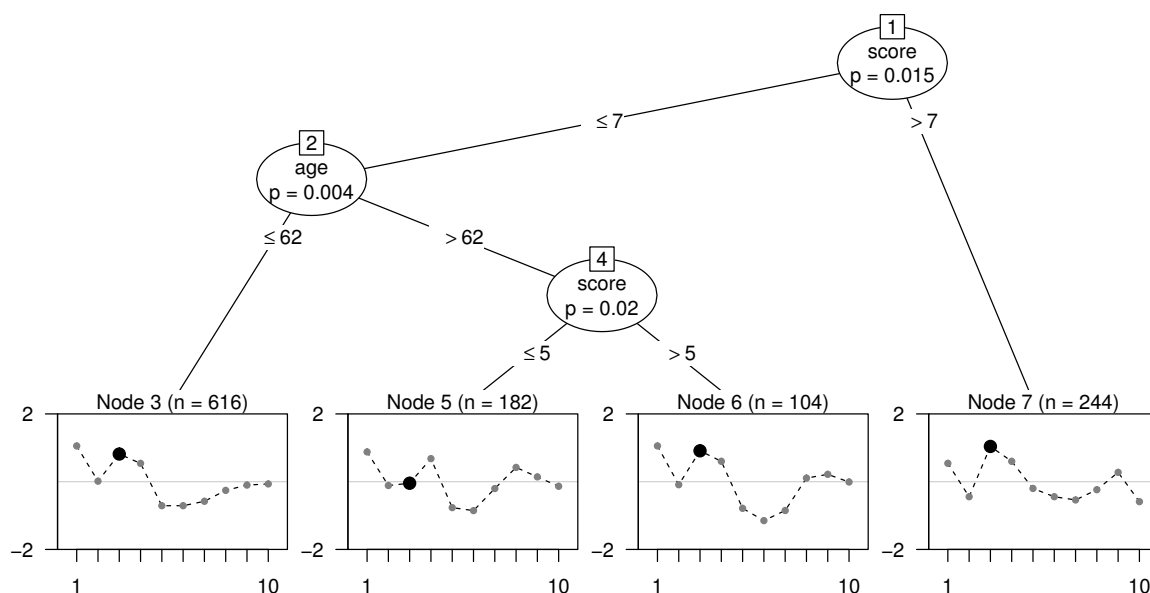 1
score
p = 0.015
≤ 7
> 7
2
age
p = 0.004
≤ 62
> 62
4
score
p = 0.02
≤ 5
> 5
Node 3 (n = 616)
2
−2
1 10
Node 5 (n = 182)
2
−2
1 10
Node 6 (n = 104)
2
−2
1 10
Node 7 (n = 244)
2
−2
1 10